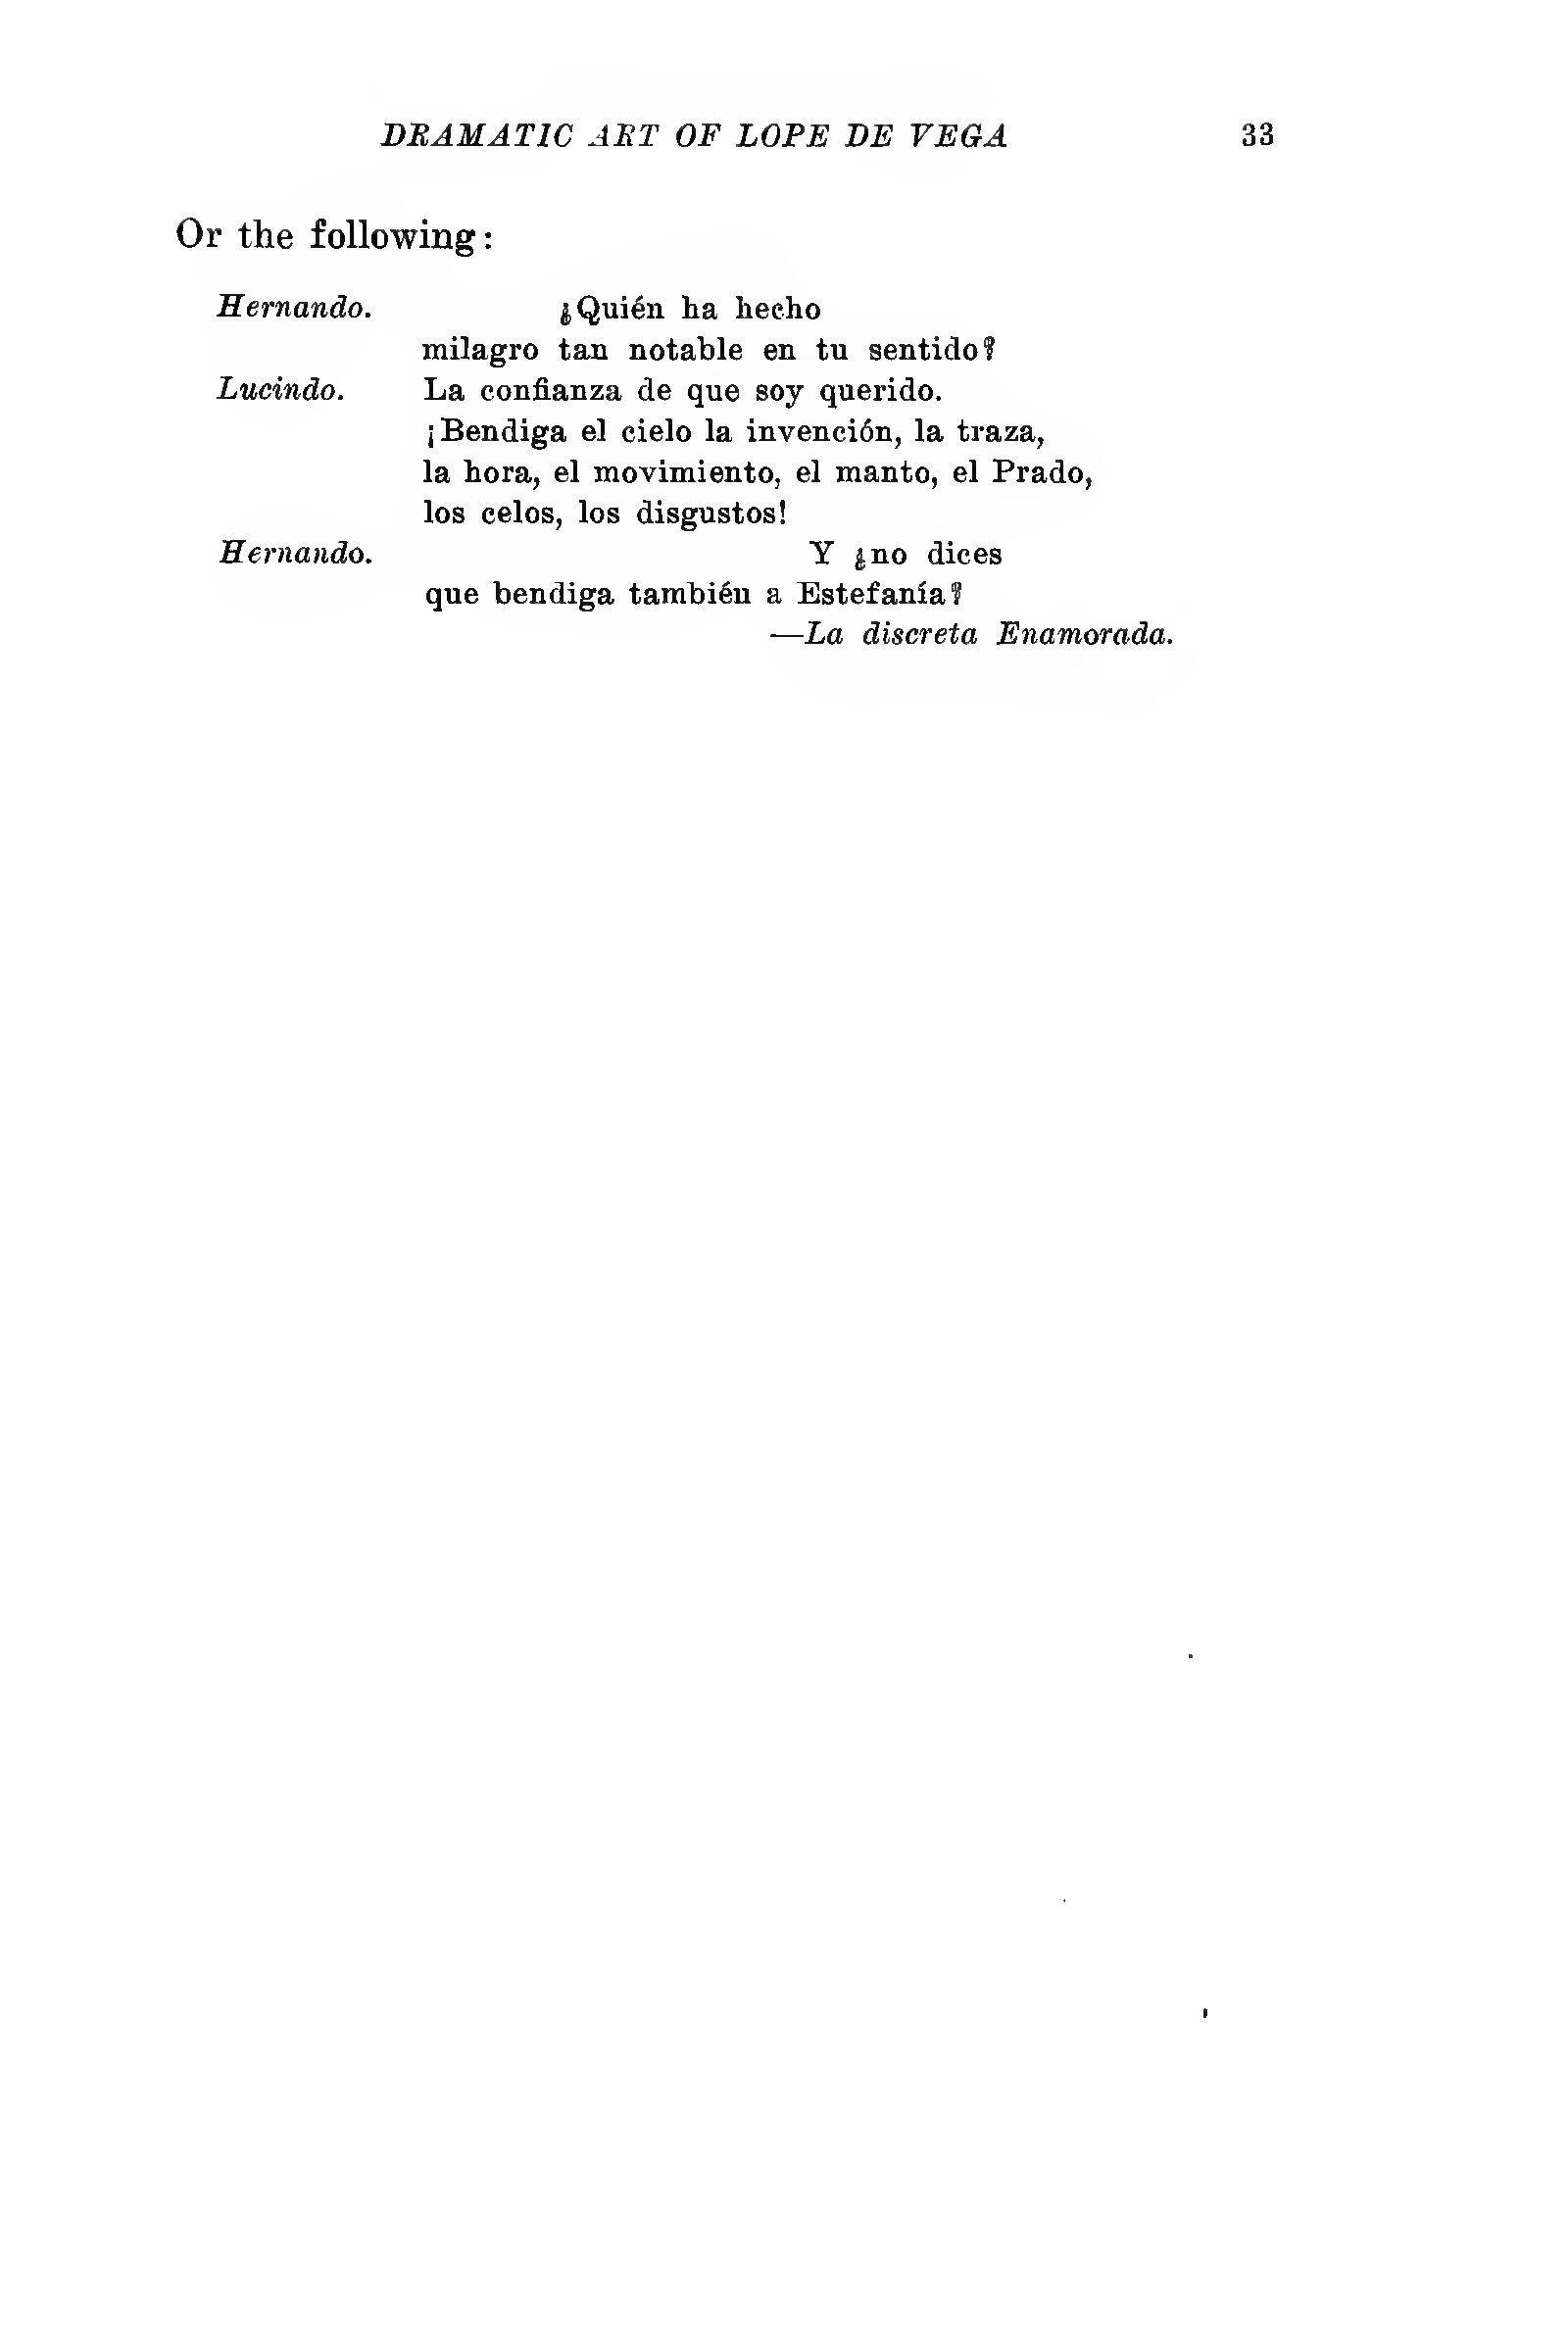 DRAMATIC ART OF LOPE DE VEGA 33
Or the following:
Hernando. ¿Quién ha hecho
milagro tan notable en tu sentido?
Lucindo. La confianza de que soy querido.
¡Bendiga el cielo la invención, la traza,
la hora, el movimiento, el manto, el Prado,
los celos, los disgustos!
Hernando. Y ¿no dices
que bendiga también a Estefanía?
—La discreta Enamorada.